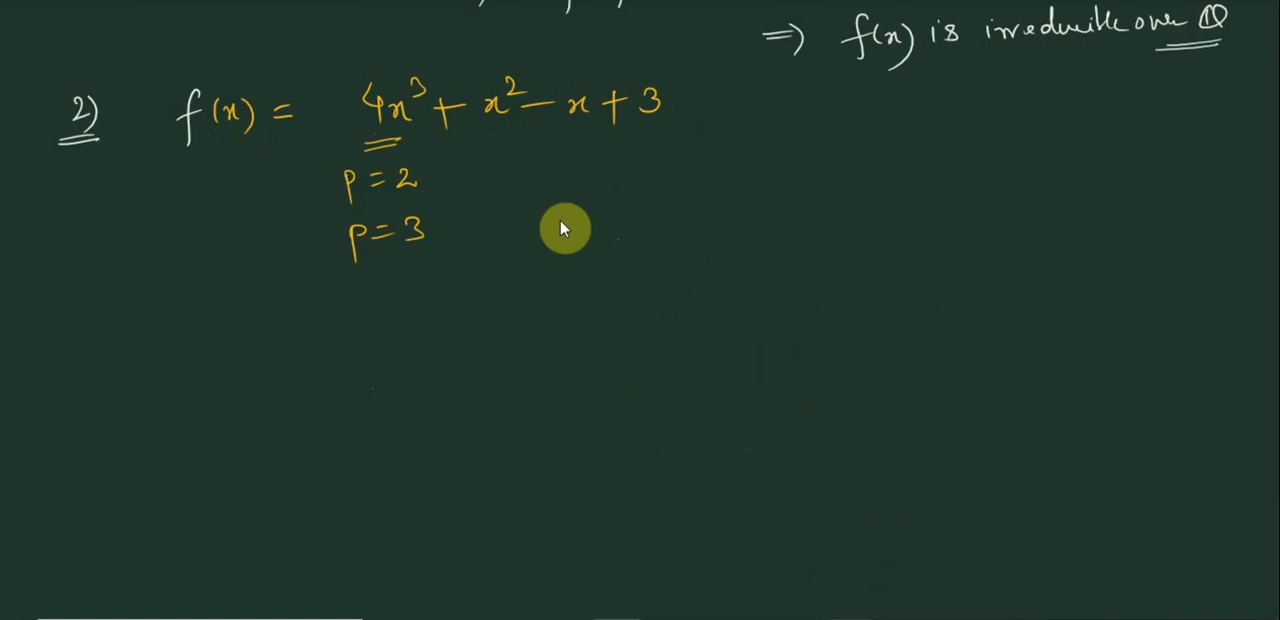 ⇒ f(x) is irreducible over ℚ
2) f(x) = 4x³ + x² − x + 3
p = 2
p = 3